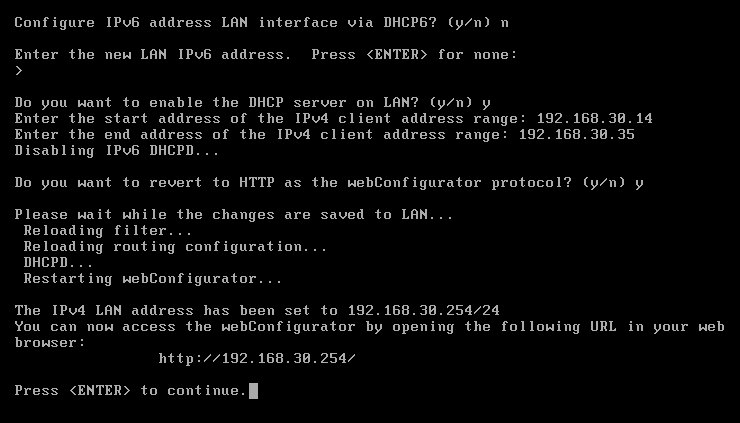 Configure IPv6 address LAN interface via DHCP6? (y/n) n
Enter the new LAN IPv6 address.  Press <ENTER> for none:
>
Do you want to enable the DHCP server on LAN? (y/n) y
Enter the start address of the IPv4 client address range: 192.168.30.14
Enter the end address of the IPv4 client address range: 192.168.30.35
Disabling IPv6 DHCPD...
Do you want to revert to HTTP as the webConfigurator protocol? (y/n) y
Please wait while the changes are saved to LAN...
Reloading filter...
Reloading routing configuration...
DHCPD...
Restarting webConfigurator...
The IPv4 LAN address has been set to 192.168.30.254/24
You can now access the webConfigurator by opening the following URL in your web
browser:
http://192.168.30.254/
Press <ENTER> to continue.